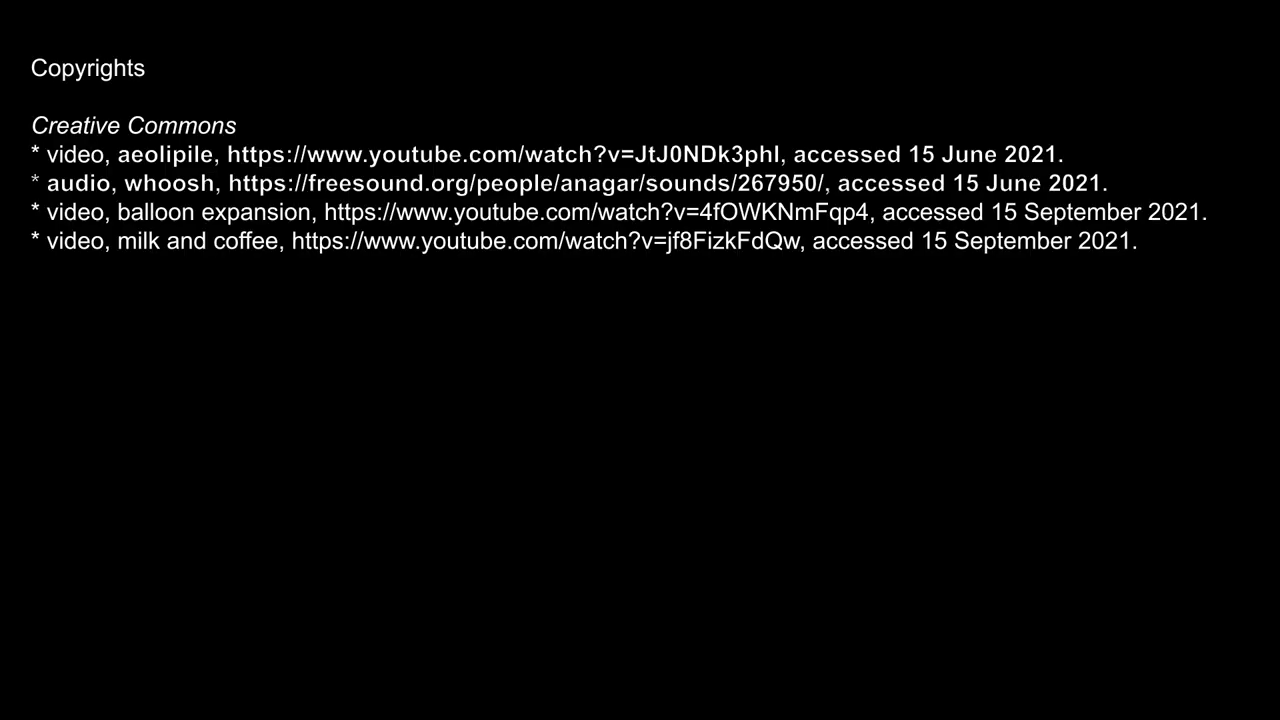 Copyrights
Creative Commons
* video, aeolipile, https://www.youtube.com/watch?v=JtJ0NDk3phI, accessed 15 June 2021.
* audio, whoosh, https://freesound.org/people/anagar/sounds/267950/, accessed 15 June 2021.
* video, balloon expansion, https://www.youtube.com/watch?v=4fOWKNmFqp4, accessed 15 September 2021.
* video, milk and coffee, https://www.youtube.com/watch?v=jf8FizkFdQw, accessed 15 September 2021.